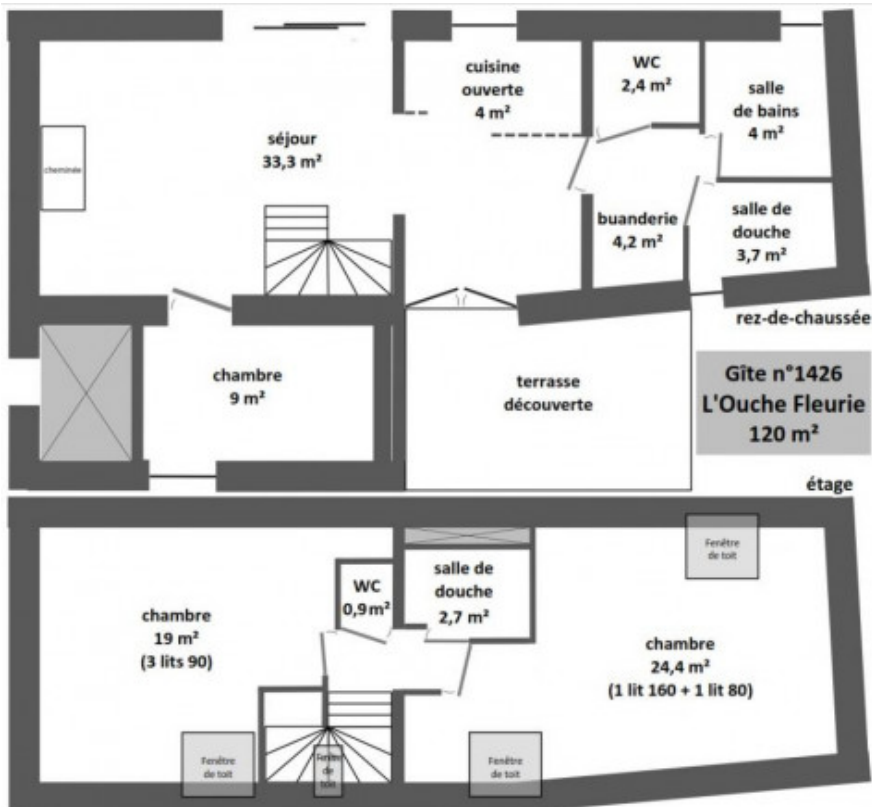 cuisine
ouverte
4 m²
WC
2,4 m²
salle
de bains
4 m²
séjour
33,3 m²
cheminée
buanderie
4,2 m²
salle de
douche
3,7 m²
rez-de-chaussée
chambre
9 m²
terrasse
découverte
Gîte n°1426
L'Ouche Fleurie
120 m²
étage
Fenêtre
de toit
WC
0,9 m²
salle de
douche
2,7 m²
chambre
19 m²
(3 lits 90)
chambre
24,4 m²
(1 lit 160 + 1 lit 80)
Fenêtre
de toit
Fenêtre
de
toit
Fenêtre
de toit